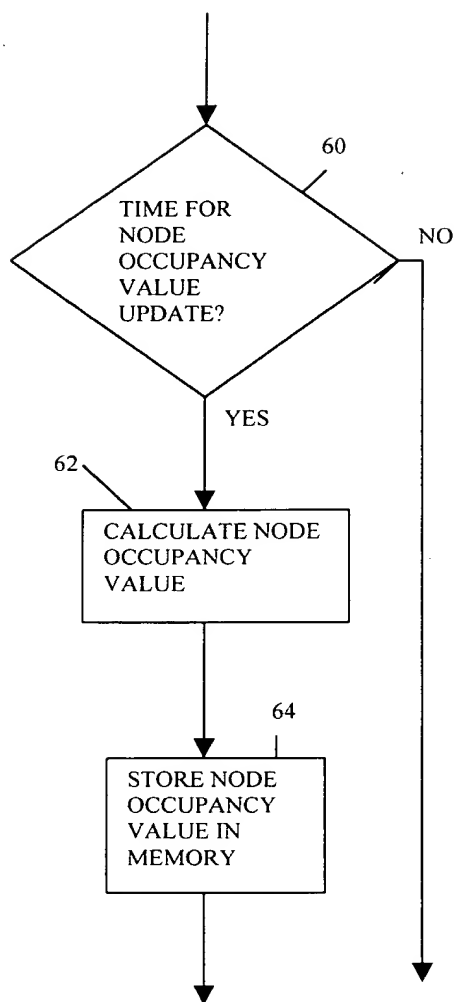 60
TIME FOR
NODE
OCCUPANCY
VALUE
UPDATE?
NO
YES
62
CALCULATE NODE
OCCUPANCY
VALUE
64
STORE NODE
OCCUPANCY
VALUE IN
MEMORY